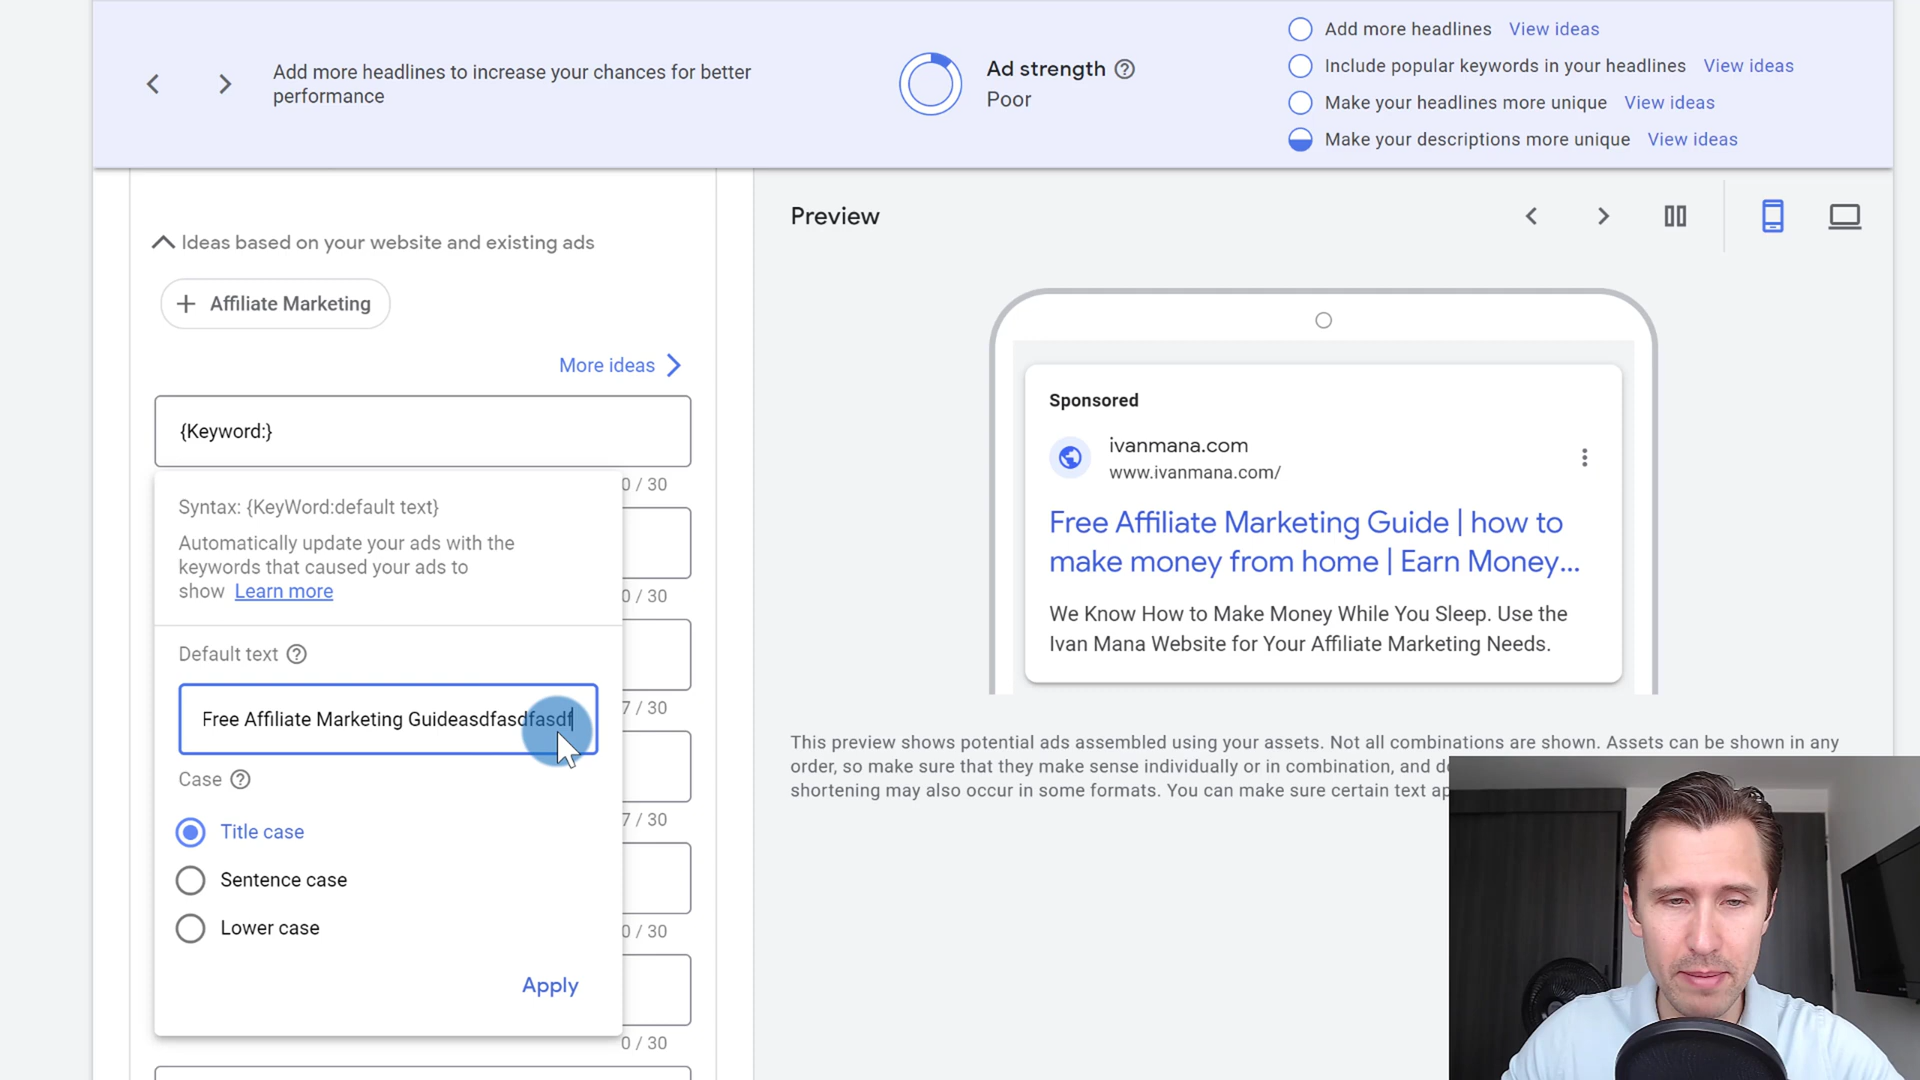 Add more headlines to increase your chances for better
performance
Ad strength
Poor
Add more headlines View ideas
Include popular keywords in your headlines View ideas
Make your headlines more unique View ideas
Make your descriptions more unique View ideas
Ideas based on your website and existing ads
+ Affiliate Marketing
More ideas
{Keyword:}
0 / 30
Syntax: {KeyWord:default text}
Automatically update your ads with the
keywords that caused your ads to
show Learn more
0 / 30
Default text
7 / 30
Free Affiliate Marketing Guideasdfasdfasdf
Case
7 / 30
Title case
Sentence case
Lower case
0 / 30
Apply
0 / 30
Preview
Sponsored
ivanmana.com
www.ivanmana.com/
Free Affiliate Marketing Guide | how to
make money from home | Earn Money...
We Know How to Make Money While You Sleep. Use the
Ivan Mana Website for Your Affiliate Marketing Needs.
This preview shows potential ads assembled using your assets. Not all combinations are shown. Assets can be shown in any
order, so make sure that they make sense individually or in combination, and
shortening may also occur in some formats. You can make sure certain text